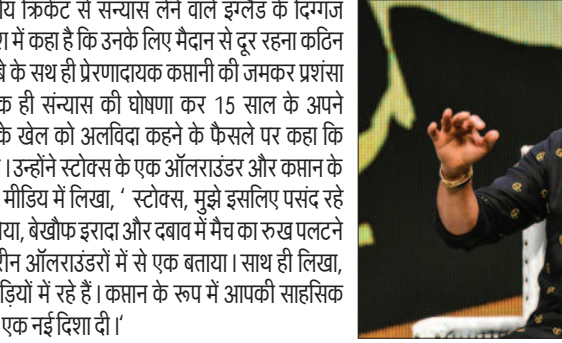 ीय क्रिकेट से सन्यास लेने वाले इंग्लैंड के दिग्गज
में कहा है कि उनके लिए मैदान से दूर रहना कठिन
के सथ ही प्रेरणादायक कप्तानी की जमकर प्रशंसा
क ही संन्यास की घोषणा कर 15 साल के अपने
के खेल को अलविदा कहने के फैसले पर कहा कि
। उन्होंने स्टोक्स के एक ऑलराउंडर और कप्तान के
मीडिय में लिखा, ‘ स्टोक्स, मुझे इसलिए पसंद रहे
या, बेखौफ इरादा और दबाव में मैच का रुख पलटने
रीन ऑलराउंडरों में से एक बताया। साथ ही लिखा,
ड़ियों में रहे हैं। कप्तान के रूप में आपकी साहसिक
एक नई दिशा दी।‘